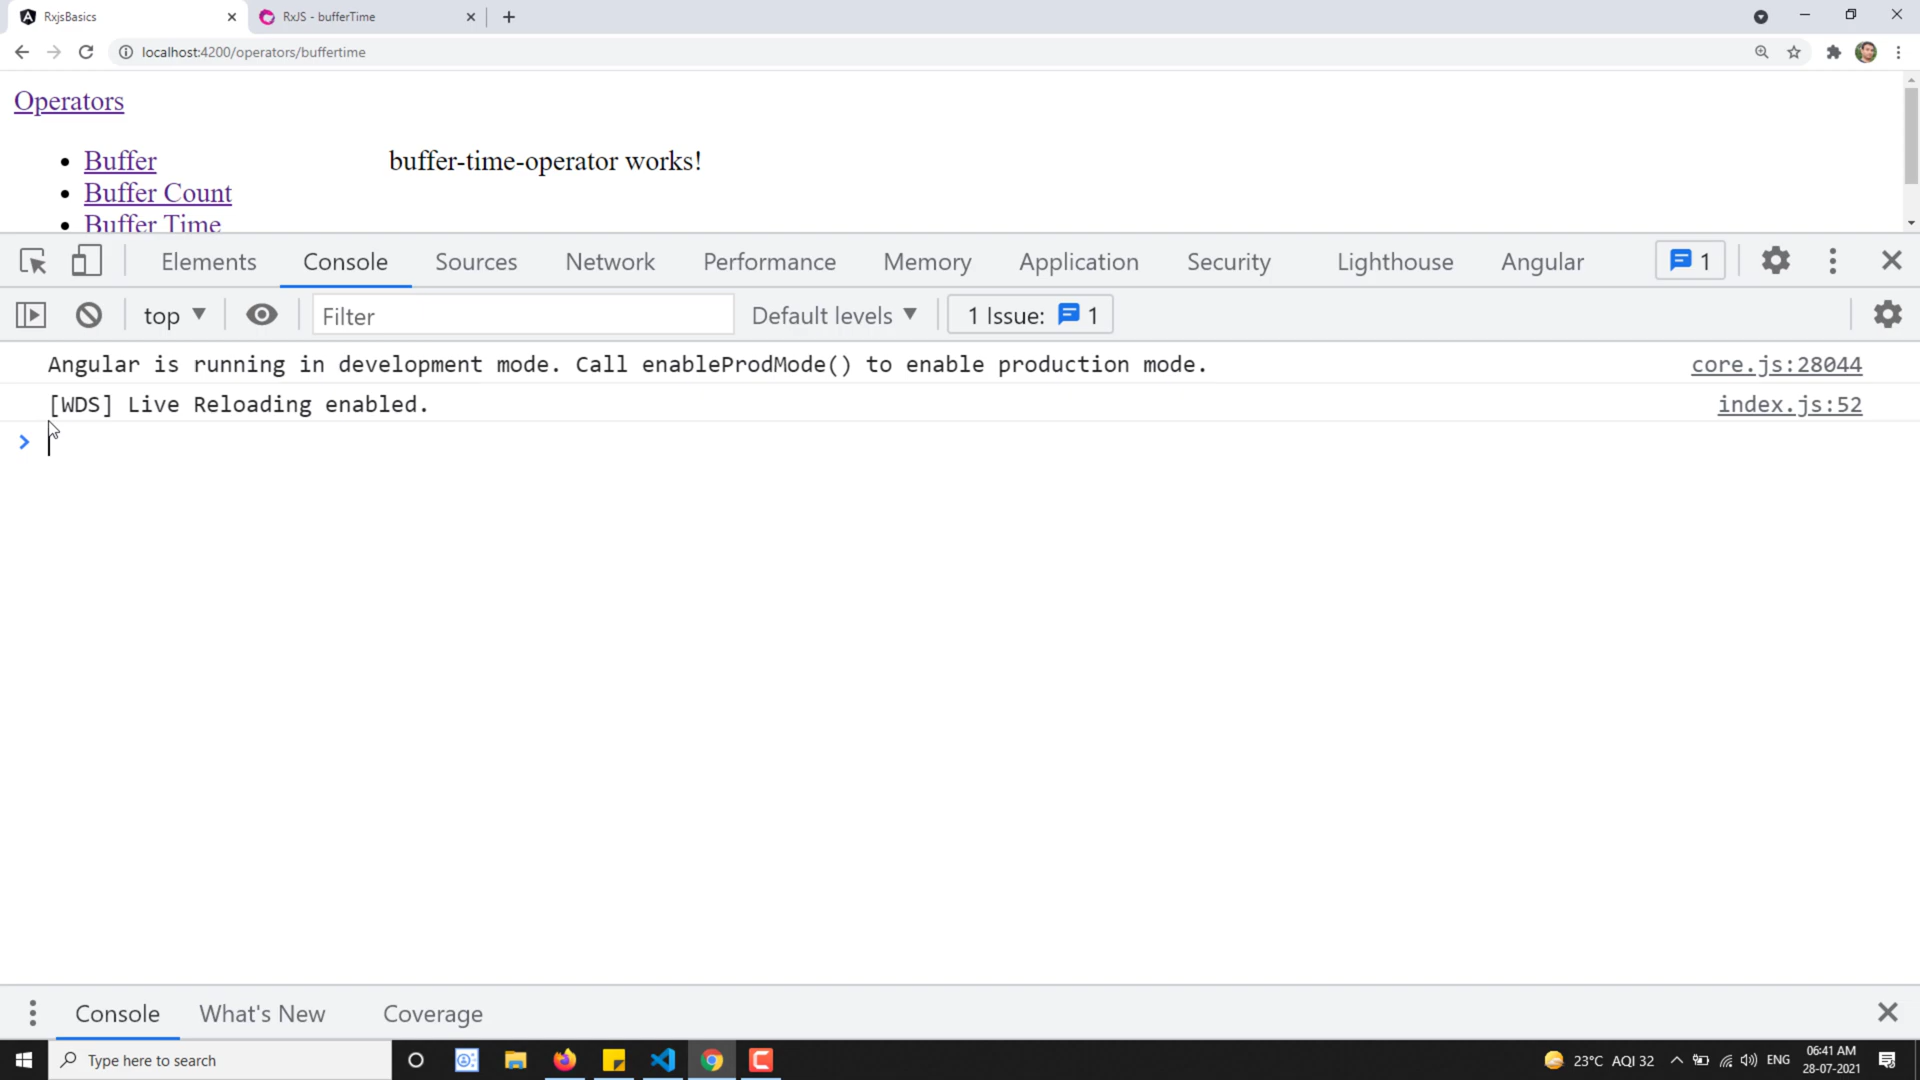 RxjsBasics
RxJS - bufferTime
localhost:4200/operators/buffertime
Operators
Buffer
buffer-time-operator works!
Buffer Count
Buffer Time
Elements
Console
Sources
Network
Performance
Memory
Application
Security
Lighthouse
Angular
1
top
Filter
Default levels
1 Issue:
1
Angular is running in development mode. Call enableProdMode() to enable production mode.
core.js:28044
[WDS] Live Reloading enabled.
index.js:52
Console
What's New
Coverage
Type here to search
23°C AQI 32
ENG
06:41 AM
28-07-2021